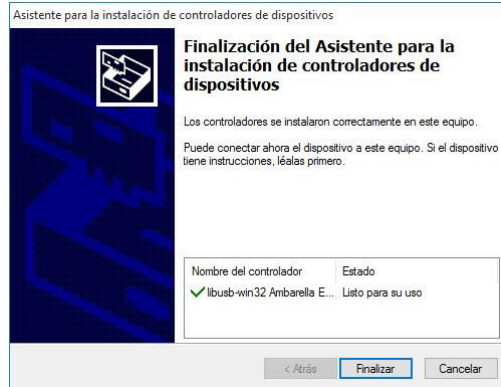 Asistente para la instalación de controladores de dispositivos
Finalización del Asistente para la
instalación de controladores de
dispositivos
Los controladores se instalaron correctamente en este equipo.
Puede conectar ahora el dispositivo a este equipo. Si el dispositivo
tiene instrucciones, léalas primero.
Nombre del controlador Estado
libusb-win32 Ambarella E... Listo para su uso
< Atrás Finalizar Cancelar